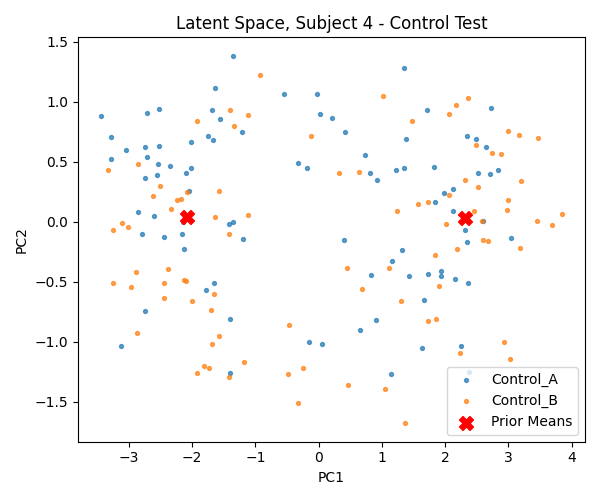 Latent Space, Subject 4 - Control Test
1.5
1.0
0.5
0.0
−0.5
−1.0
−1.5
PC2
−3
−2
−1
0
1
2
3
4
PC1
Control_A
Control_B
Prior Means